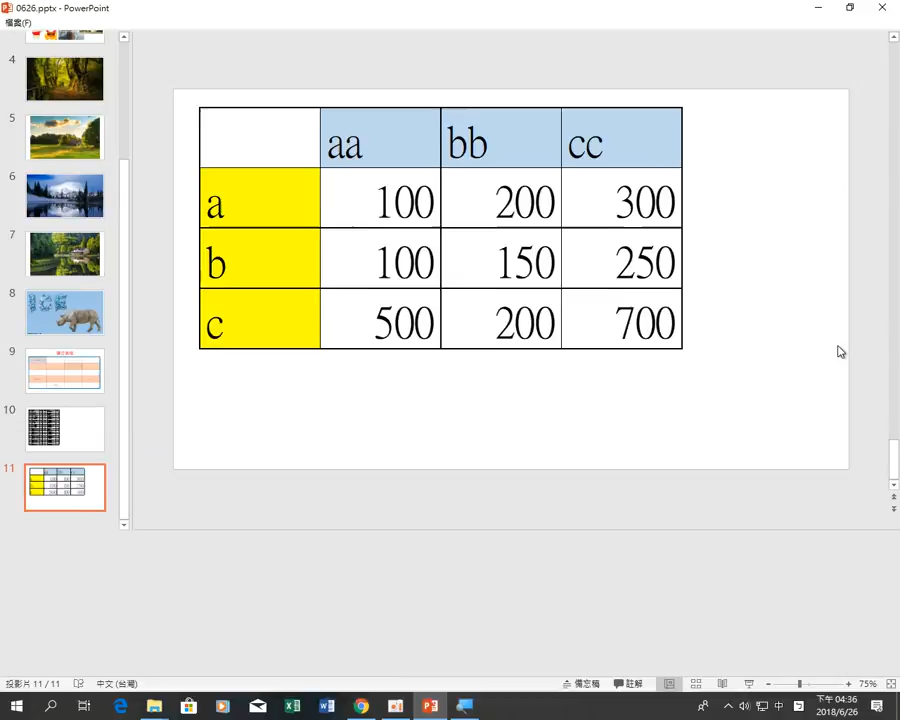 0626.pptx - PowerPoint
檔案(F)
aa bb cc
a 100 200 300
b 100 150 250
c 500 200 700
4
5
6
7
8
ICE
9
10
11
投影片 11 / 11 中文 (台灣) 備忘稿 註解 75%
中 下午 04:36
2018/6/26